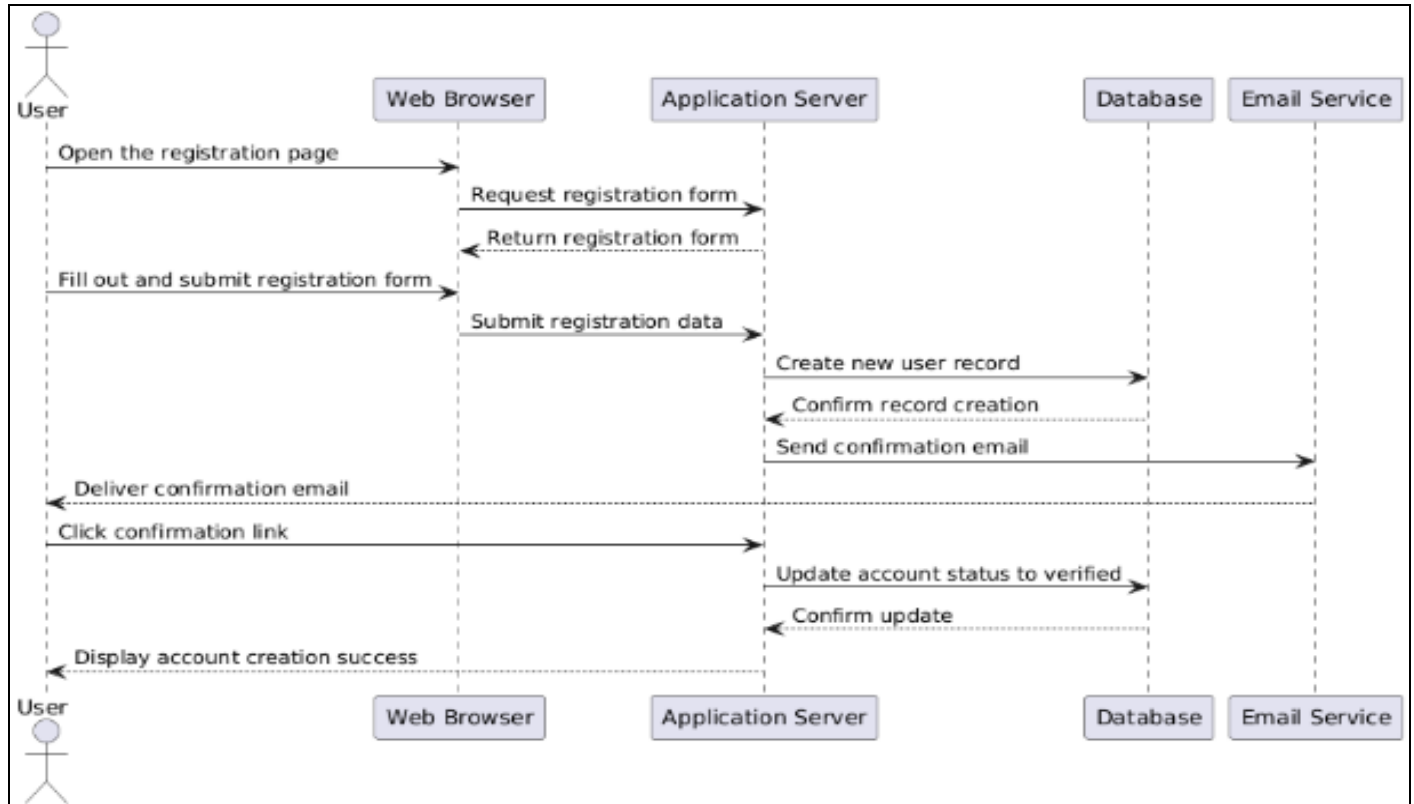 User
Web Browser
Application Server
Database
Email Service
Open the registration page
Request registration form
Return registration form
Fill out and submit registration form
Submit registration data
Create new user record
Confirm record creation
Send confirmation email
Deliver confirmation email
Click confirmation link
Update account status to verified
Confirm update
Display account creation success
User
Web Browser
Application Server
Database
Email Service